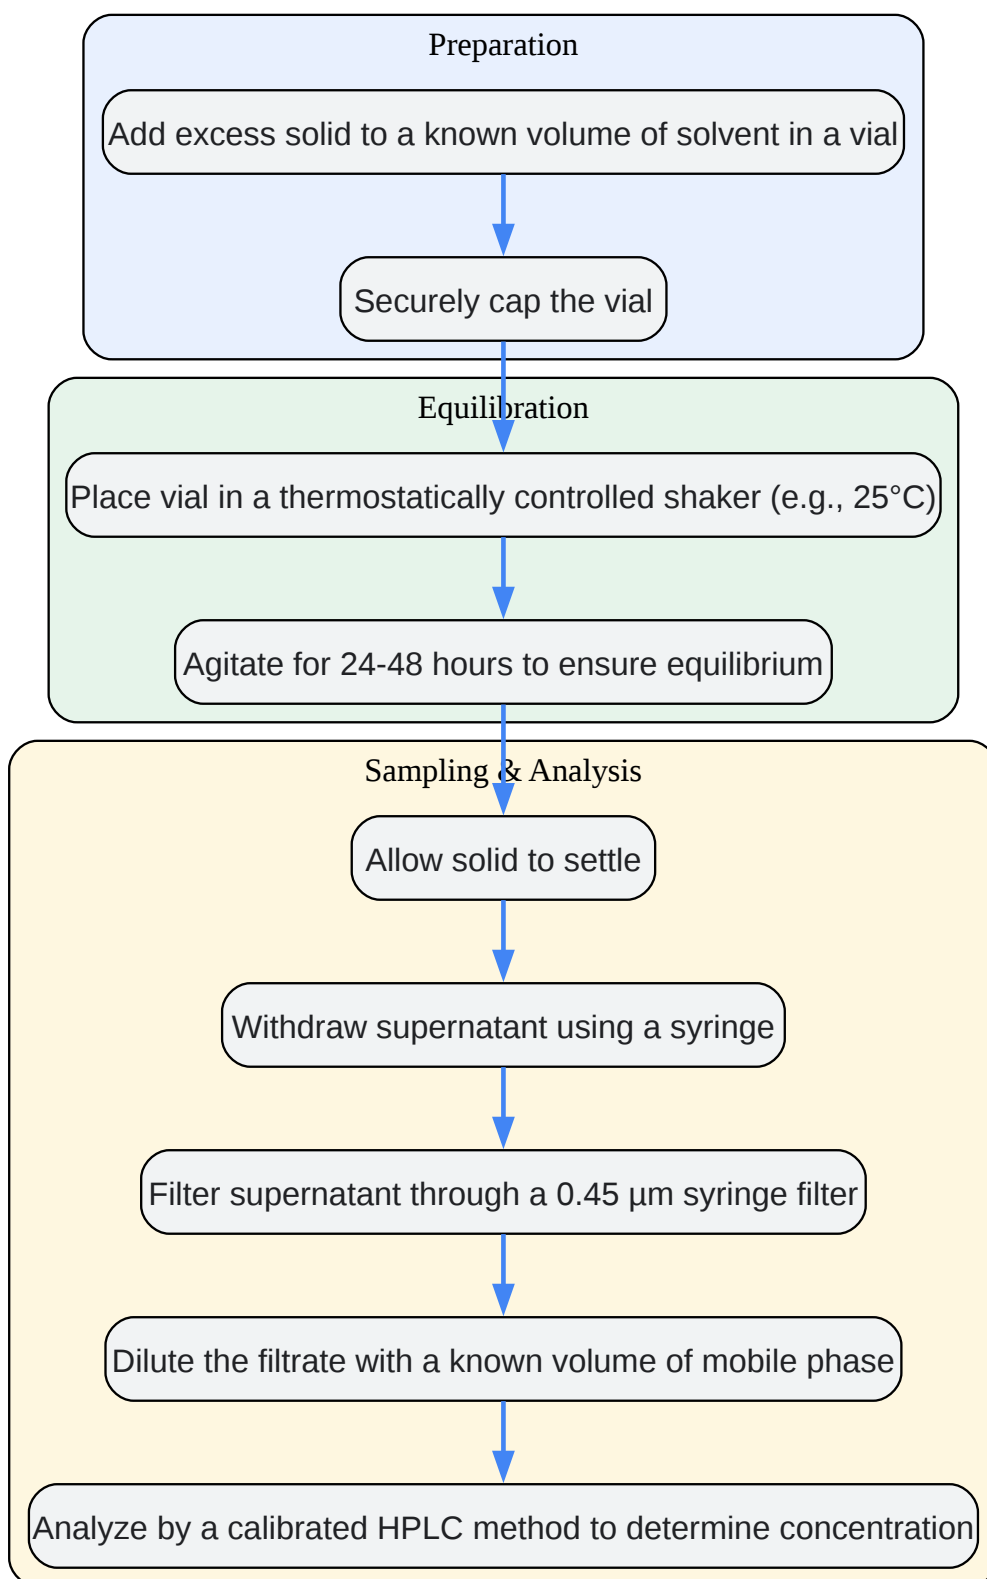 Preparation
Add excess solid to a known volume of solvent in a vial
Securely cap the vial
Equilibration
Place vial in a thermostatically controlled shaker (e.g., 25°C)
Agitate for 24-48 hours to ensure equilibrium
Sampling & Analysis
Allow solid to settle
Withdraw supernatant using a syringe
Filter supernatant through a 0.45 µm syringe filter
Dilute the filtrate with a known volume of mobile phase
Analyze by a calibrated HPLC method to determine concentration